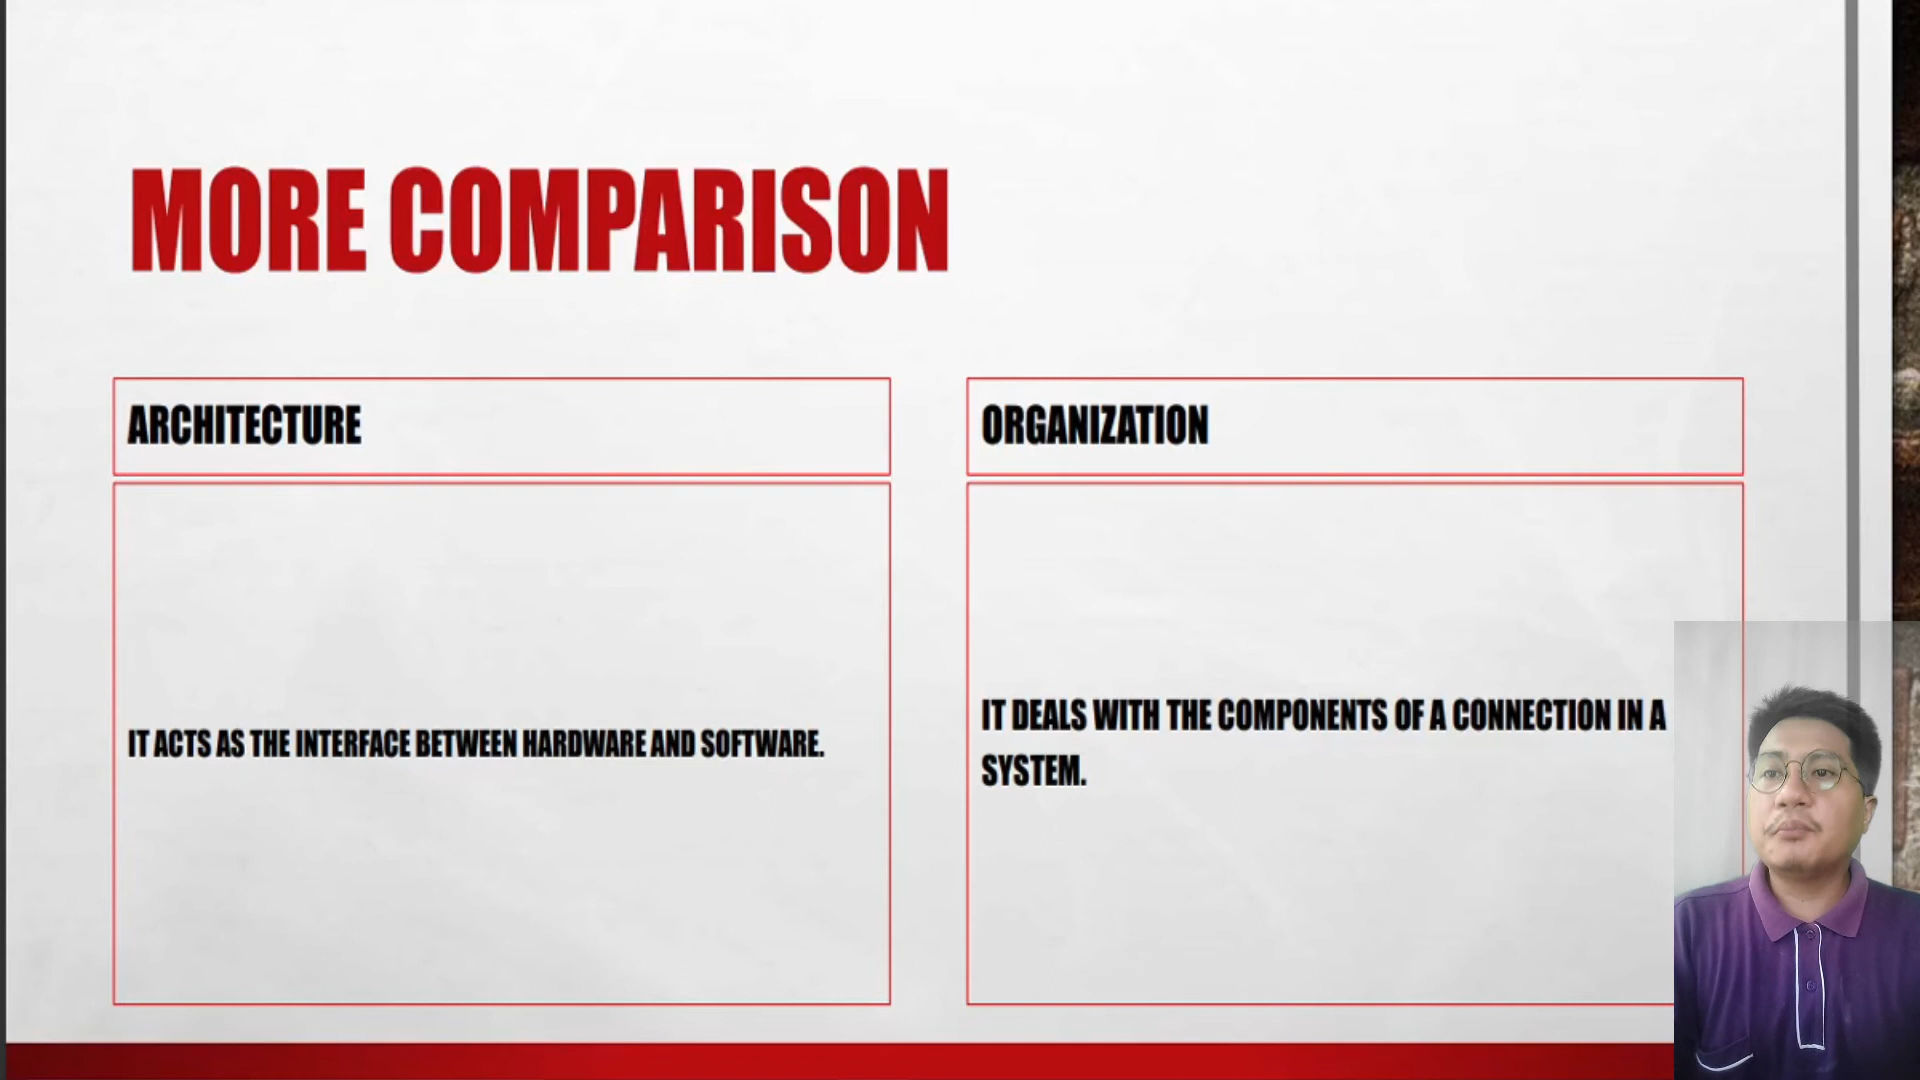 MORE COMPARISON
ARCHITECTURE
IT ACTS AS THE INTERFACE BETWEEN HARDWARE AND SOFTWARE.
ORGANIZATION
IT DEALS WITH THE COMPONENTS OF A CONNECTION IN A
SYSTEM.